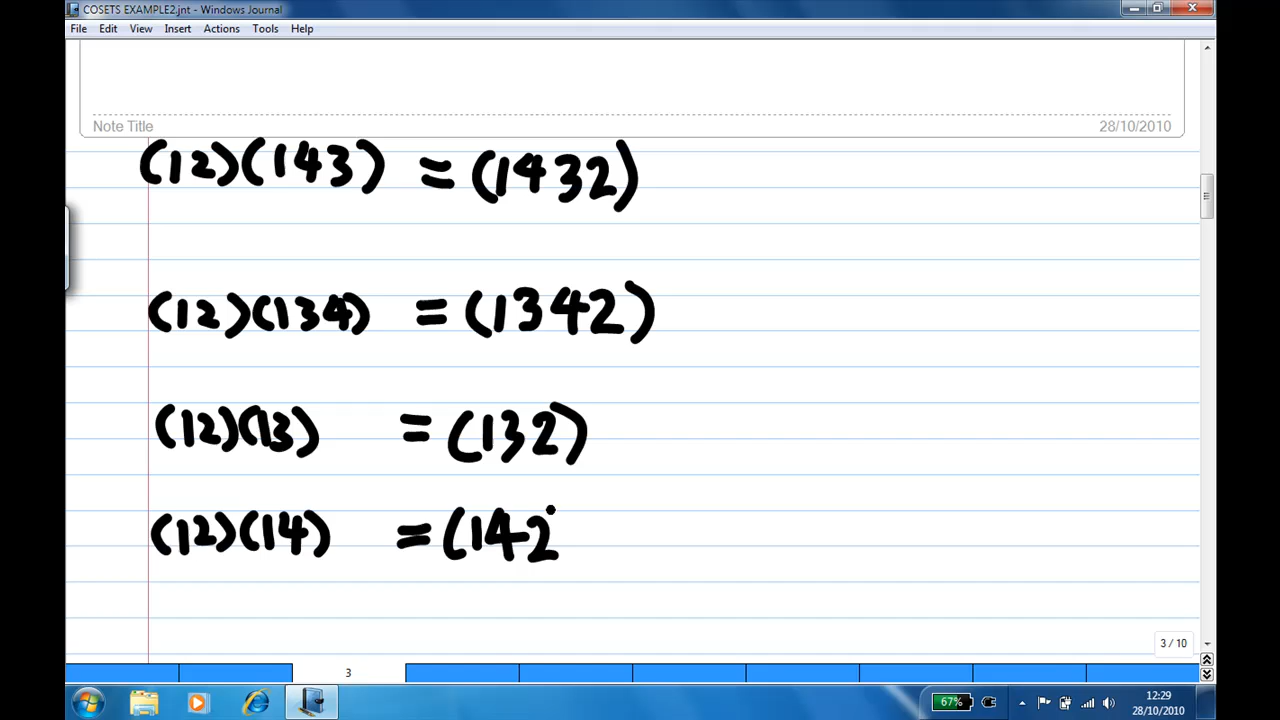 COSETS EXAMPLE2.jnt - Windows Journal
File Edit View Insert Actions Tools Help
Note Title 28/10/2010
(12)(143) = (1432)
(12)(134) = (1342)
(12)(13) = (132)
(12)(14) = (142
3 / 10
3
67% 12:29
28/10/2010